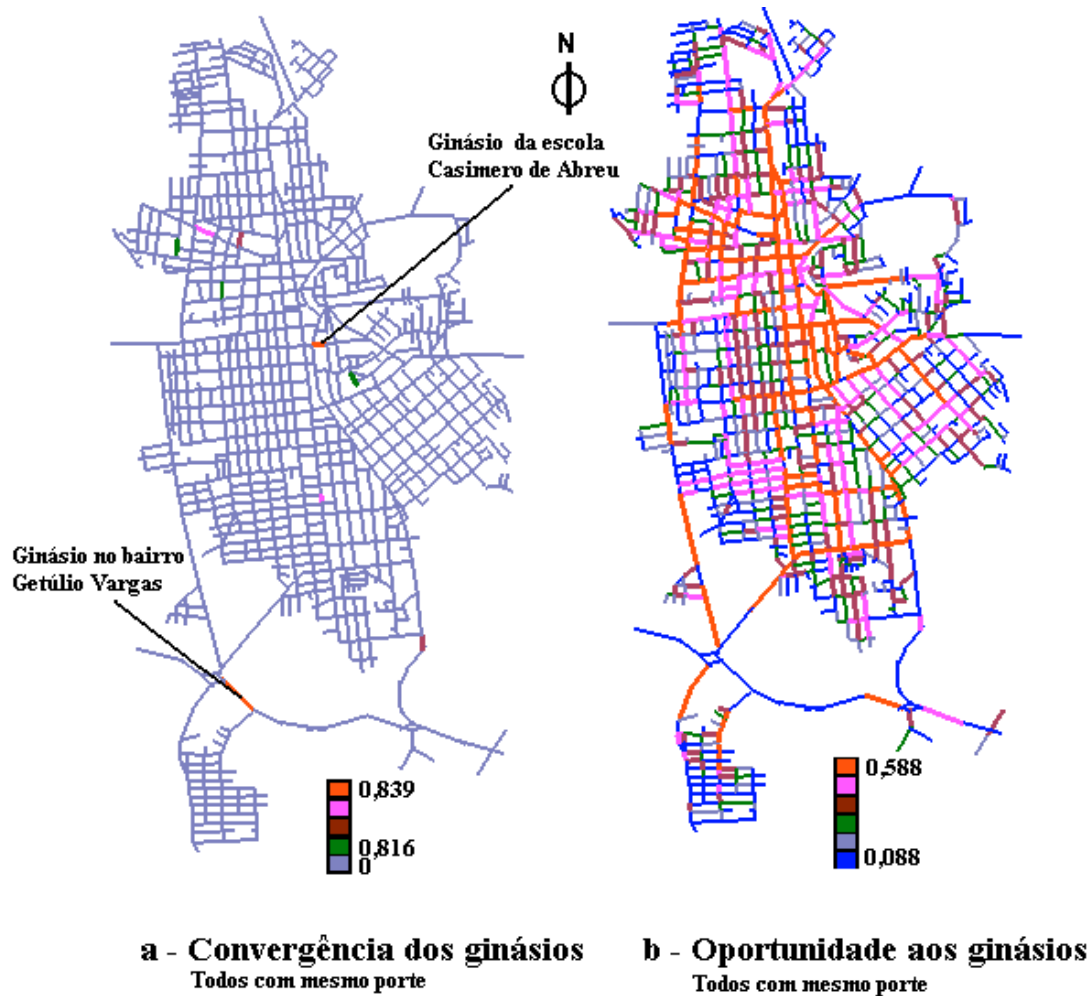 N
Ginásio da escola
Casimero de Abreu
Ginásio no bairro
Getúlio Vargas
0,839
0,816
0
0,588
0,088
a - Convergência dos ginásios
Todos com mesmo porte
b - Oportunidade aos ginásios
Todos com mesmo porte